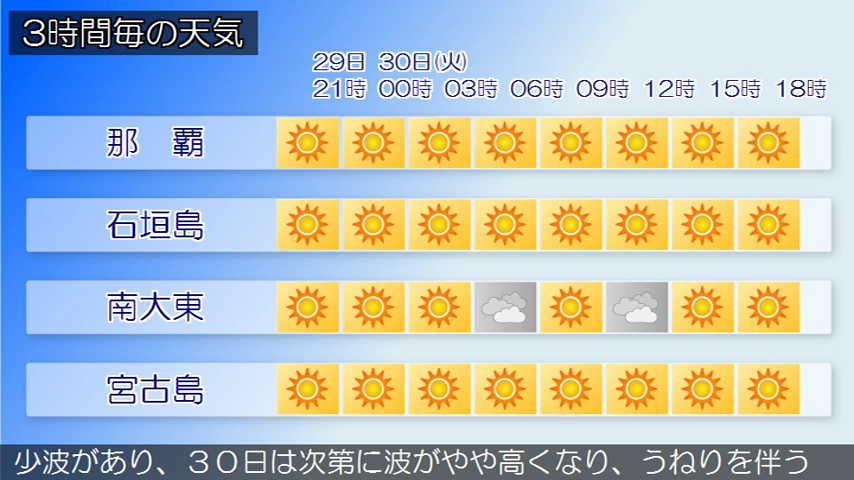 3時間毎の天気
29日 30日(火)
21時 00時 03時 06時 09時 12時 15時 18時
那　覇
石垣島
南大東
宮古島
少波があり、３０日は次第に波がやや高くなり、うねりを伴う